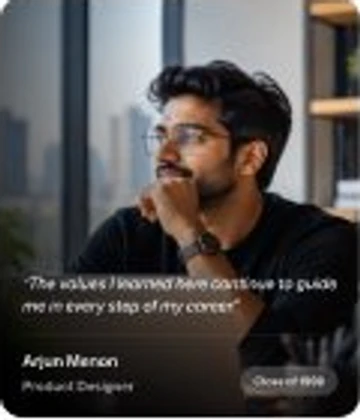 "The values I learned here continue to guide
me in every step of my career"
Arjun Menon
Product Designer
Class of